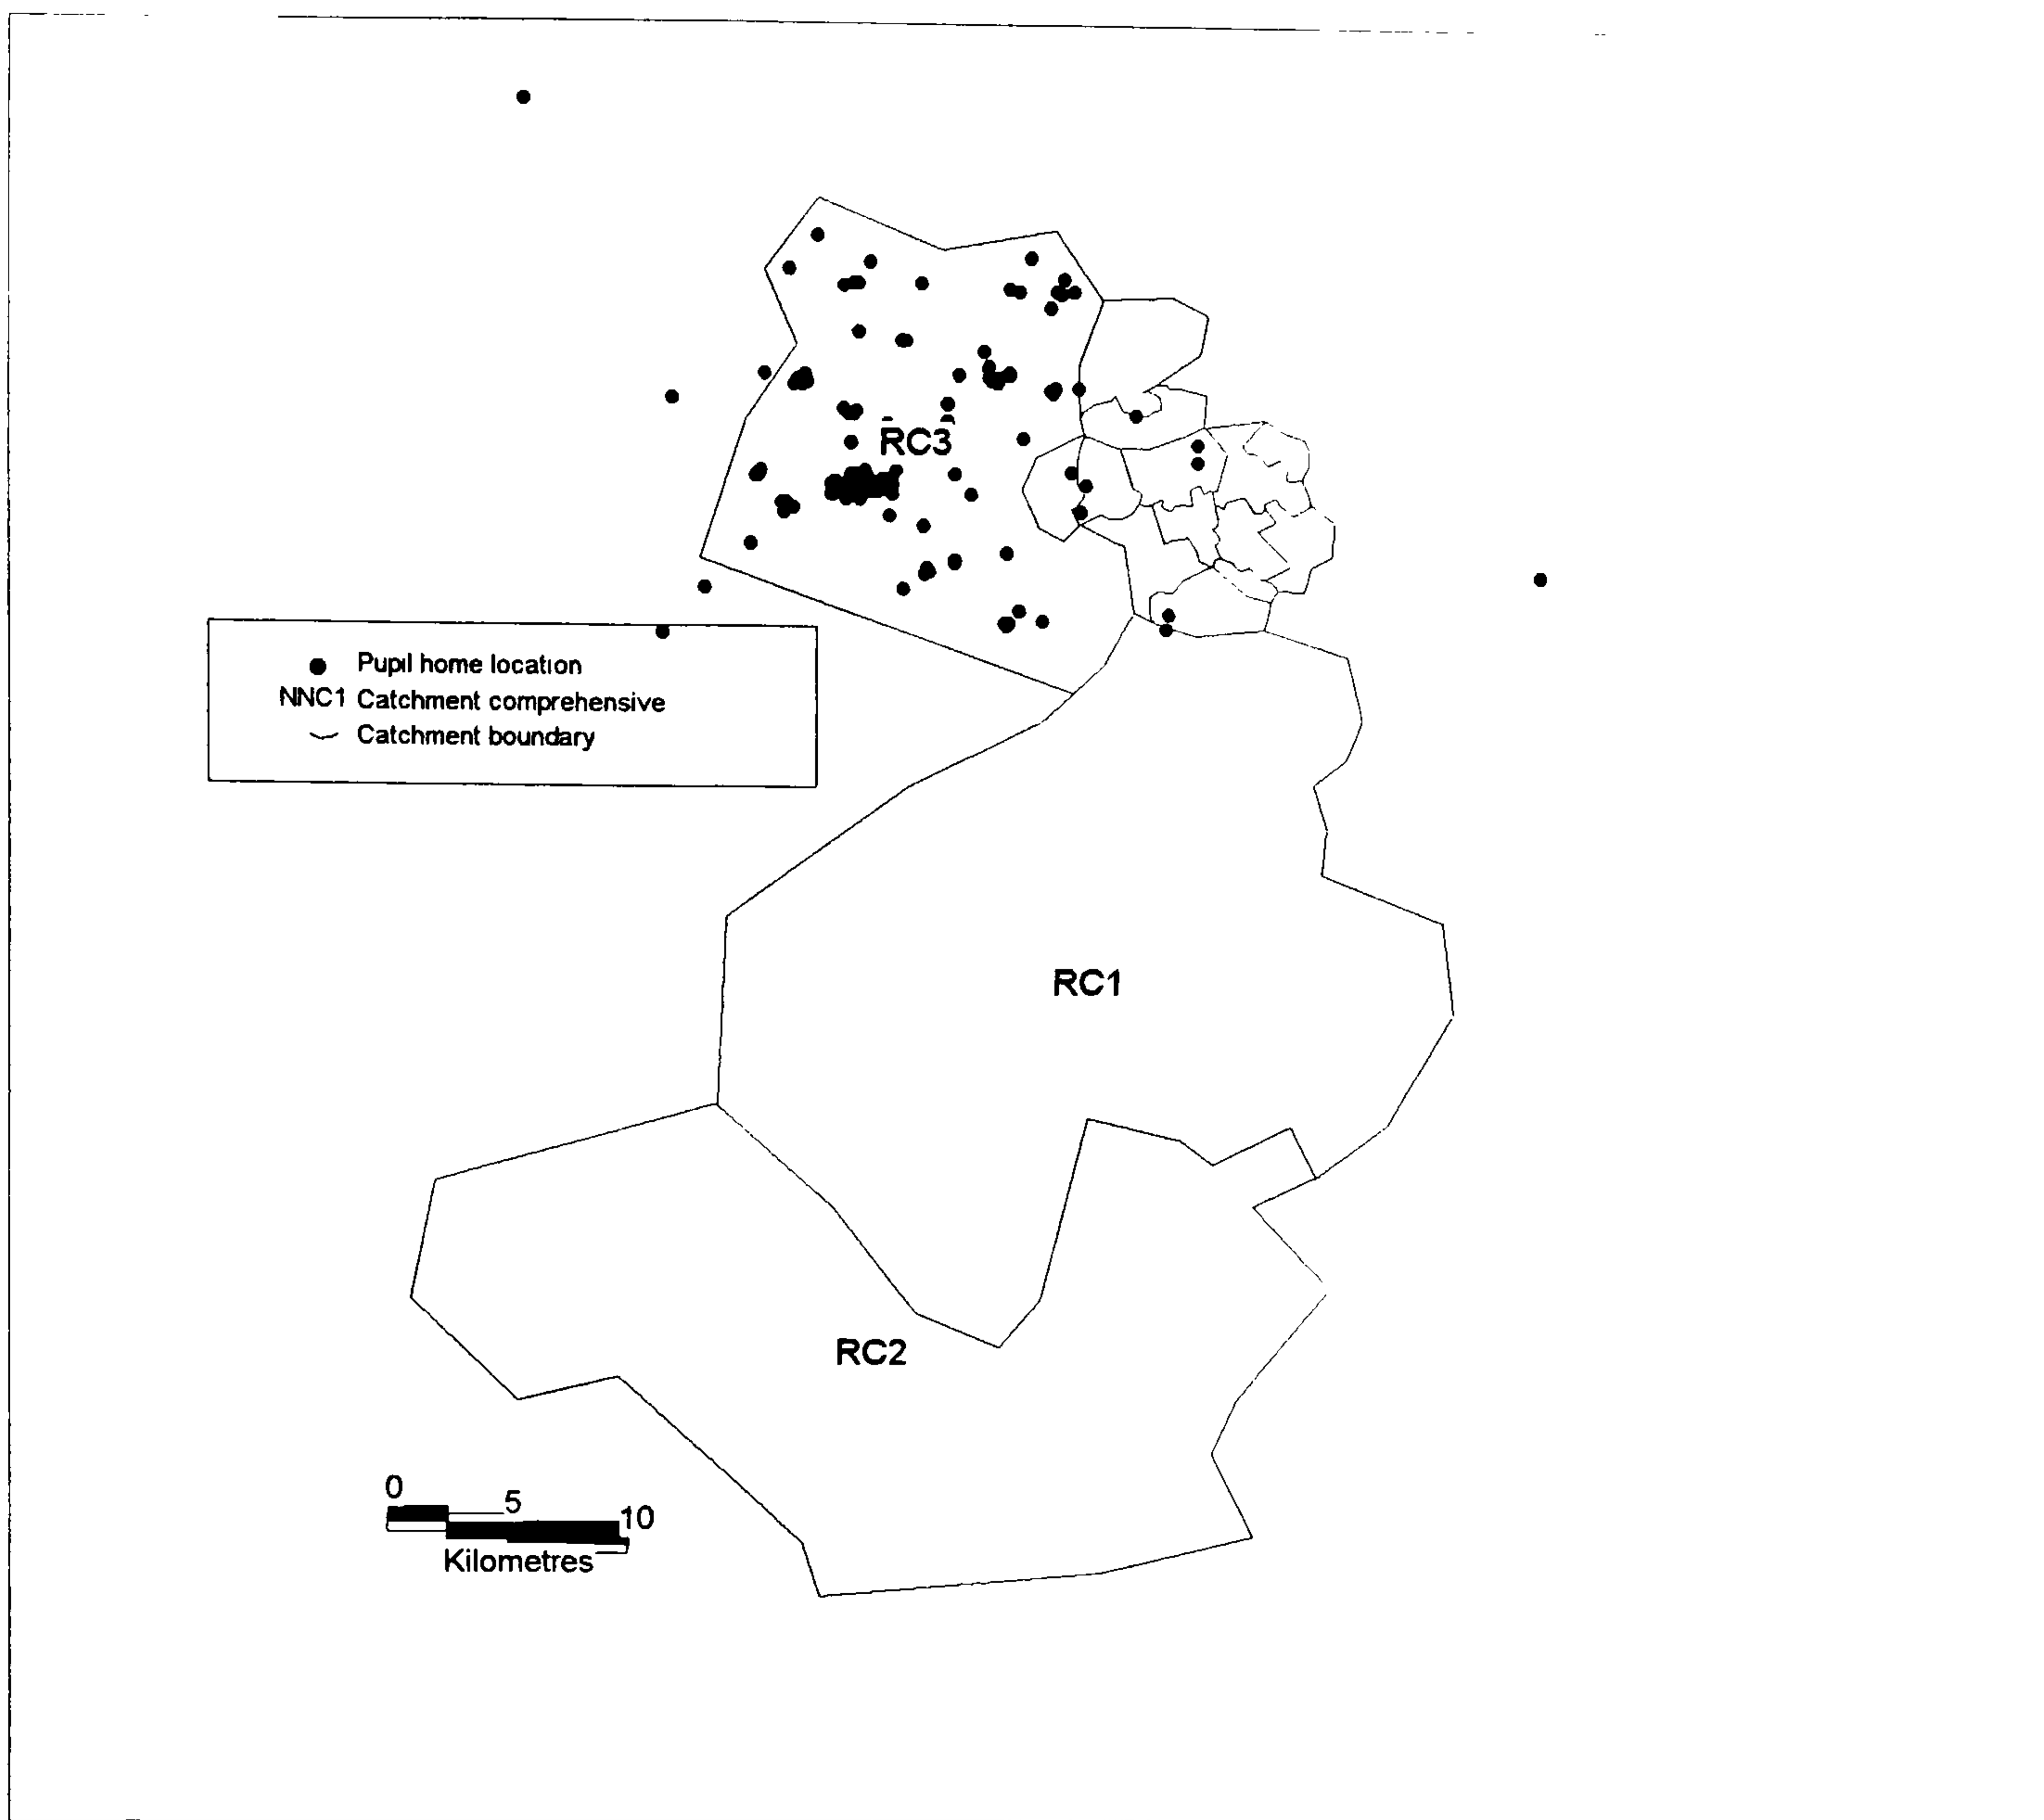 RC3
Pupil home location
NNC1 Catchment comprehensive
Catchment boundary
RC1
RC2
0 5 10
Kilometres